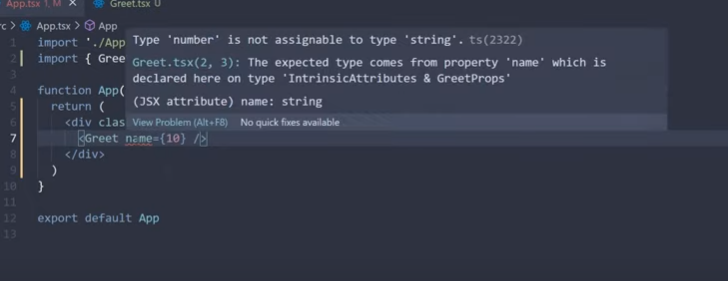 App.tsx 1, M ✕ Greet.tsx U
rc > App.tsx > App
1 import './App
2 import { Gree
3
4 function App(
5 return (
6 <div clas
7 <Greet name={10} />
8 </div>
9 )
10 }
11
12 export default App
13
Type 'number' is not assignable to type 'string'. ts(2322)
Greet.tsx(2, 3): The expected type comes from property 'name' which is
declared here on type 'IntrinsicAttributes & GreetProps'
(JSX attribute) name: string
View Problem (Alt+F8) No quick fixes available